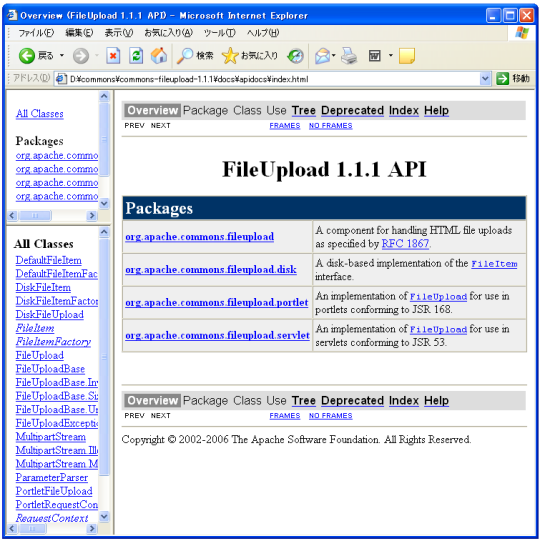 Overview (FileUpload 1.1.1 API) - Microsoft Internet Explorer
ファイル(F) 編集(E) 表示(V) お気に入り(A) ツール(T) ヘルプ(H)
戻る 検索 お気に入り
アドレス(D) D:¥commons¥commons-fileupload-1.1.1¥docs¥apidocs¥index.html 移動
All Classes
Packages
org.apache.commo
org.apache.commo
org.apache.commo
org.apache.commo
All Classes
DefaultFileItem
DefaultFileItemFac
DiskFileItem
DiskFileItemFactor
DiskFileUpload
FileItem
FileItemFactory
FileUpload
FileUploadBase
FileUploadBase.In
FileUploadBase.Si
FileUploadBase.U
FileUploadExcepti
MultipartStream
MultipartStream.Ill
MultipartStream.M
ParameterParser
PortletFileUpload
PortletRequestCon
RequestContext
Overview Package Class Use Tree Deprecated Index Help
PREV NEXT FRAMES NO FRAMES
FileUpload 1.1.1 API
Packages
org.apache.commons.fileupload A component for handling HTML file uploads
as specified by RFC 1867.
org.apache.commons.fileupload.disk A disk-based implementation of the FileItem
interface.
org.apache.commons.fileupload.portlet An implementation of FileUpload for use in
portlets conforming to JSR 168.
org.apache.commons.fileupload.servlet An implementation of FileUpload for use in
servlets conforming to JSR 53.
Overview Package Class Use Tree Deprecated Index Help
PREV NEXT FRAMES NO FRAMES
Copyright © 2002-2006 The Apache Software Foundation. All Rights Reserved.